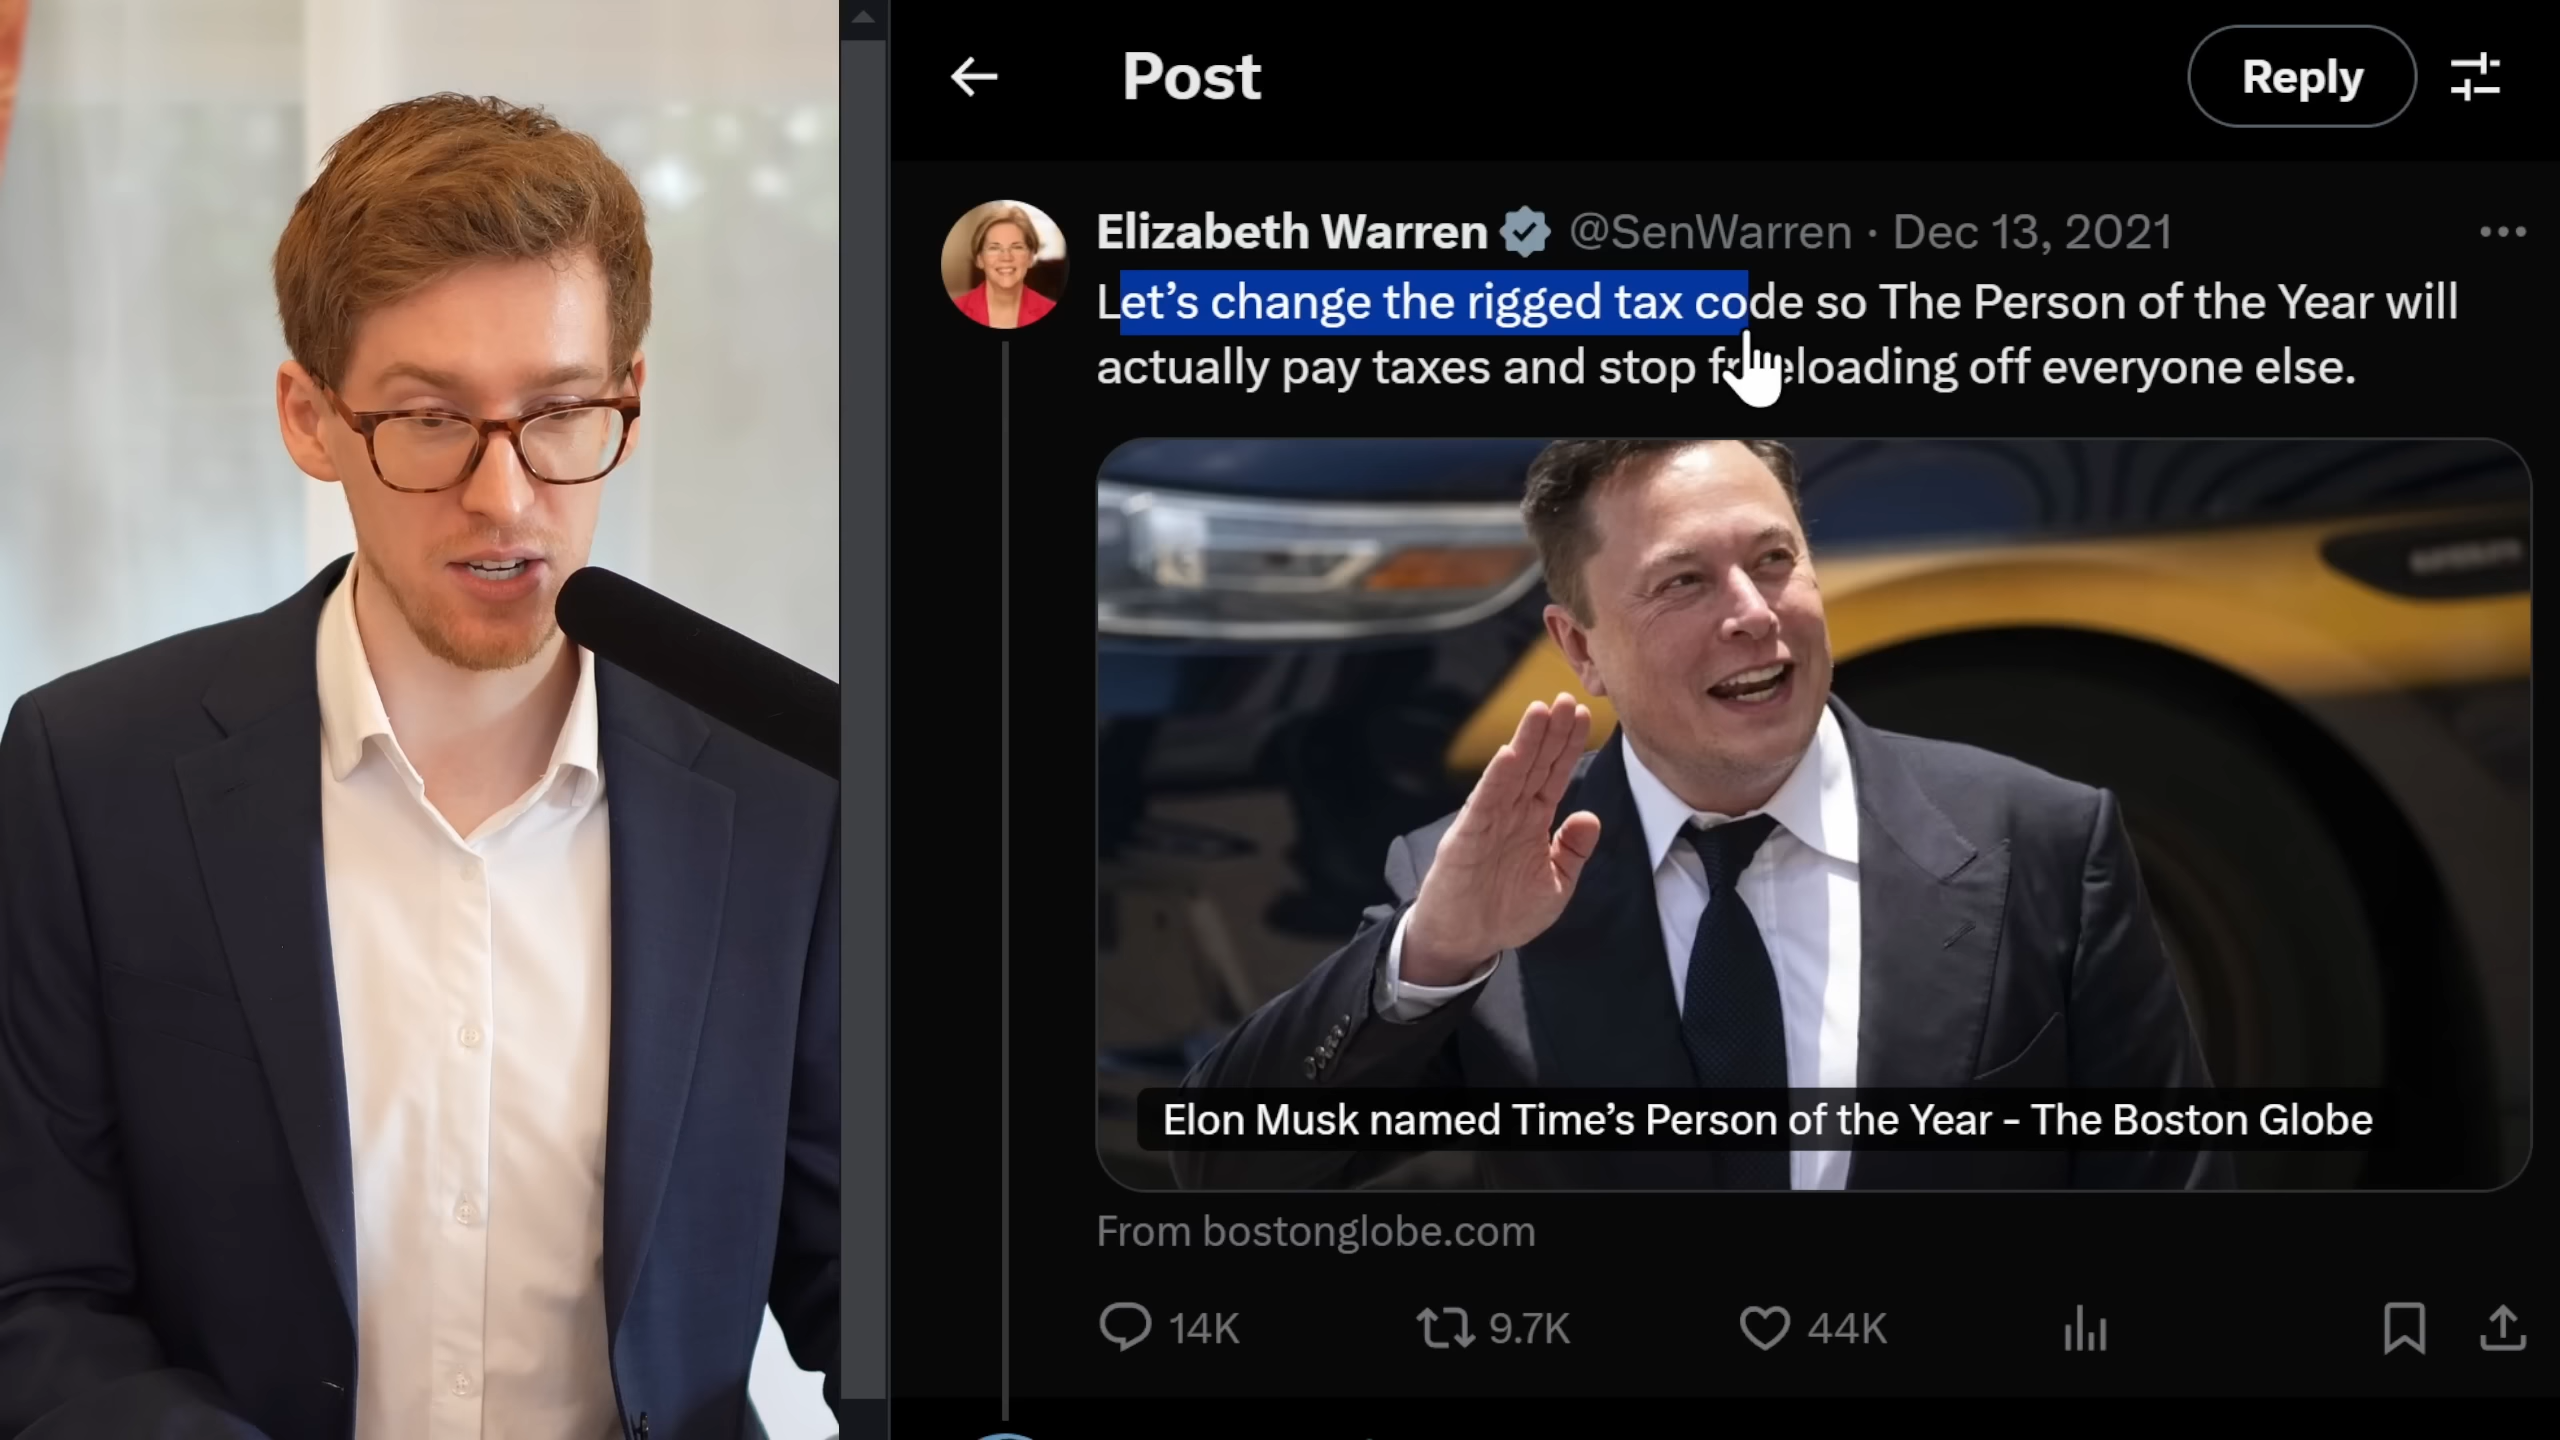 Post
Reply
Elizabeth Warren @SenWarren · Dec 13, 2021
Let’s change the rigged tax code so The Person of the Year will
actually pay taxes and stop freeloading off everyone else.
Elon Musk named Time’s Person of the Year - The Boston Globe
From bostonglobe.com
14K 9.7K 44K